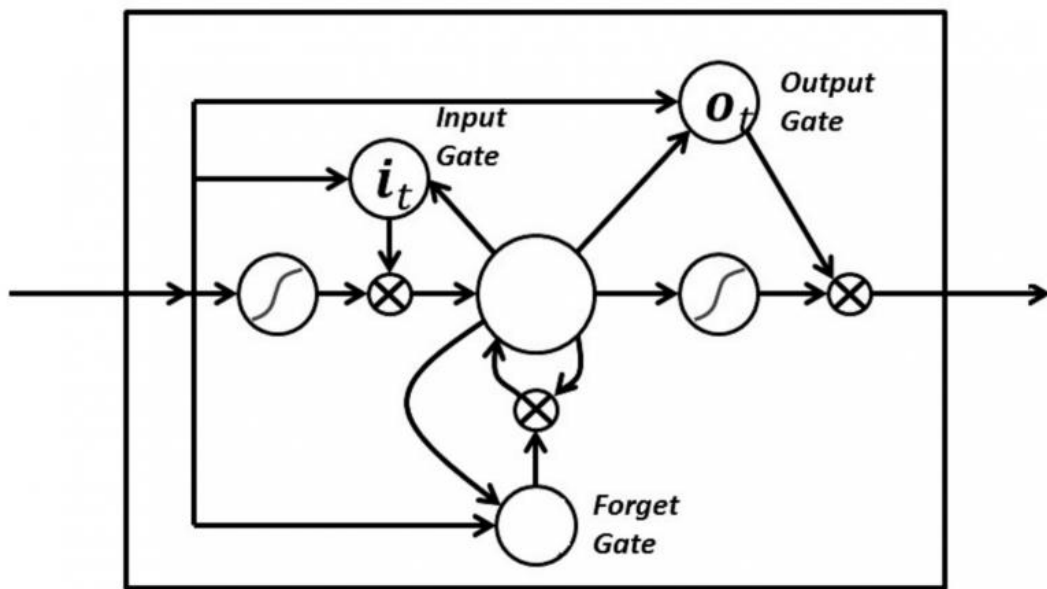 Input
Gate
i_t
Output
Gate
o_t
Forget
Gate